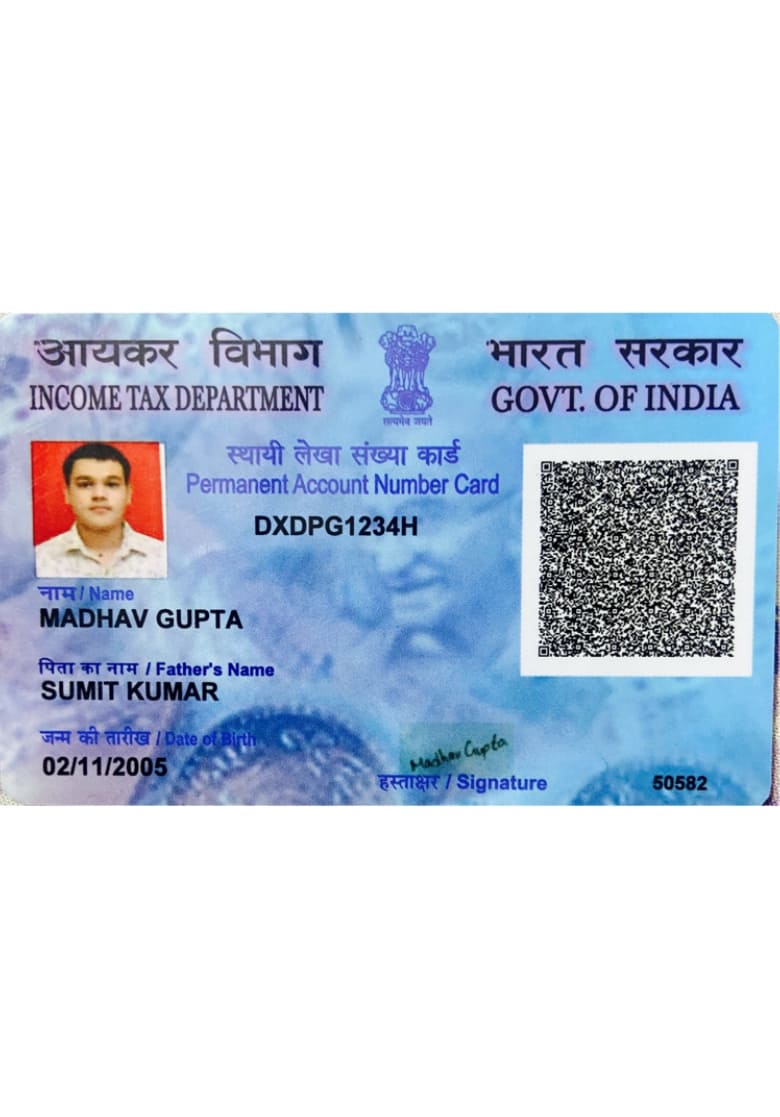 आयकर विभाग
INCOME TAX DEPARTMENT
सत्यमेव जयते
भारत सरकार
GOVT. OF INDIA
स्थायी लेखा संख्या कार्ड
Permanent Account Number Card
DXDPG1234H
नाम / Name
MADHAV GUPTA
पिता का नाम / Father's Name
SUMIT KUMAR
जन्म की तारीख / Date of Birth
02/11/2005
Madhav Gupta
हस्ताक्षर / Signature
50582